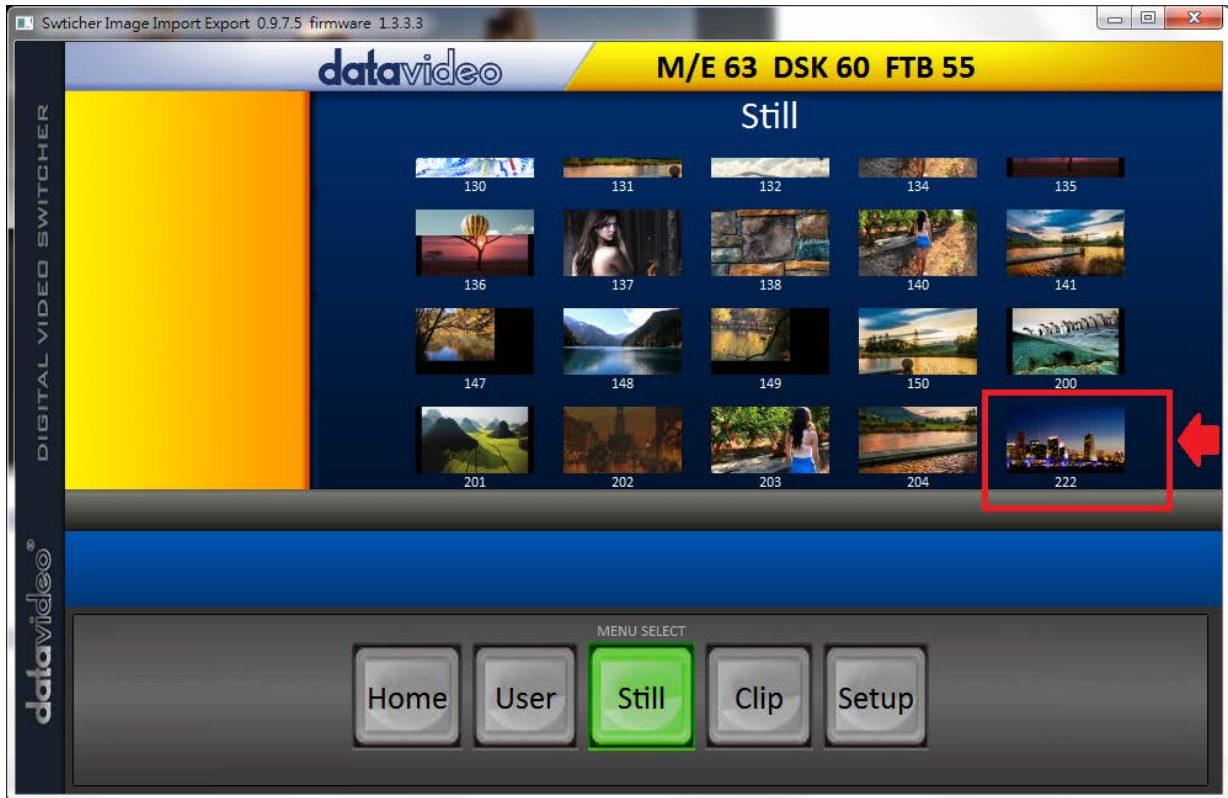 Swticher Image Import Export 0.9.7.5 firmware 1.3.3.3
datavideo
M/E 63 DSK 60 FTB 55
DIGITAL VIDEO SWITCHER
datavideo®
Still
130 131 132 134 135
136 137 138 140 141
147 148 149 150 200
201 202 203 204 222
MENU SELECT
Home User Still Clip Setup